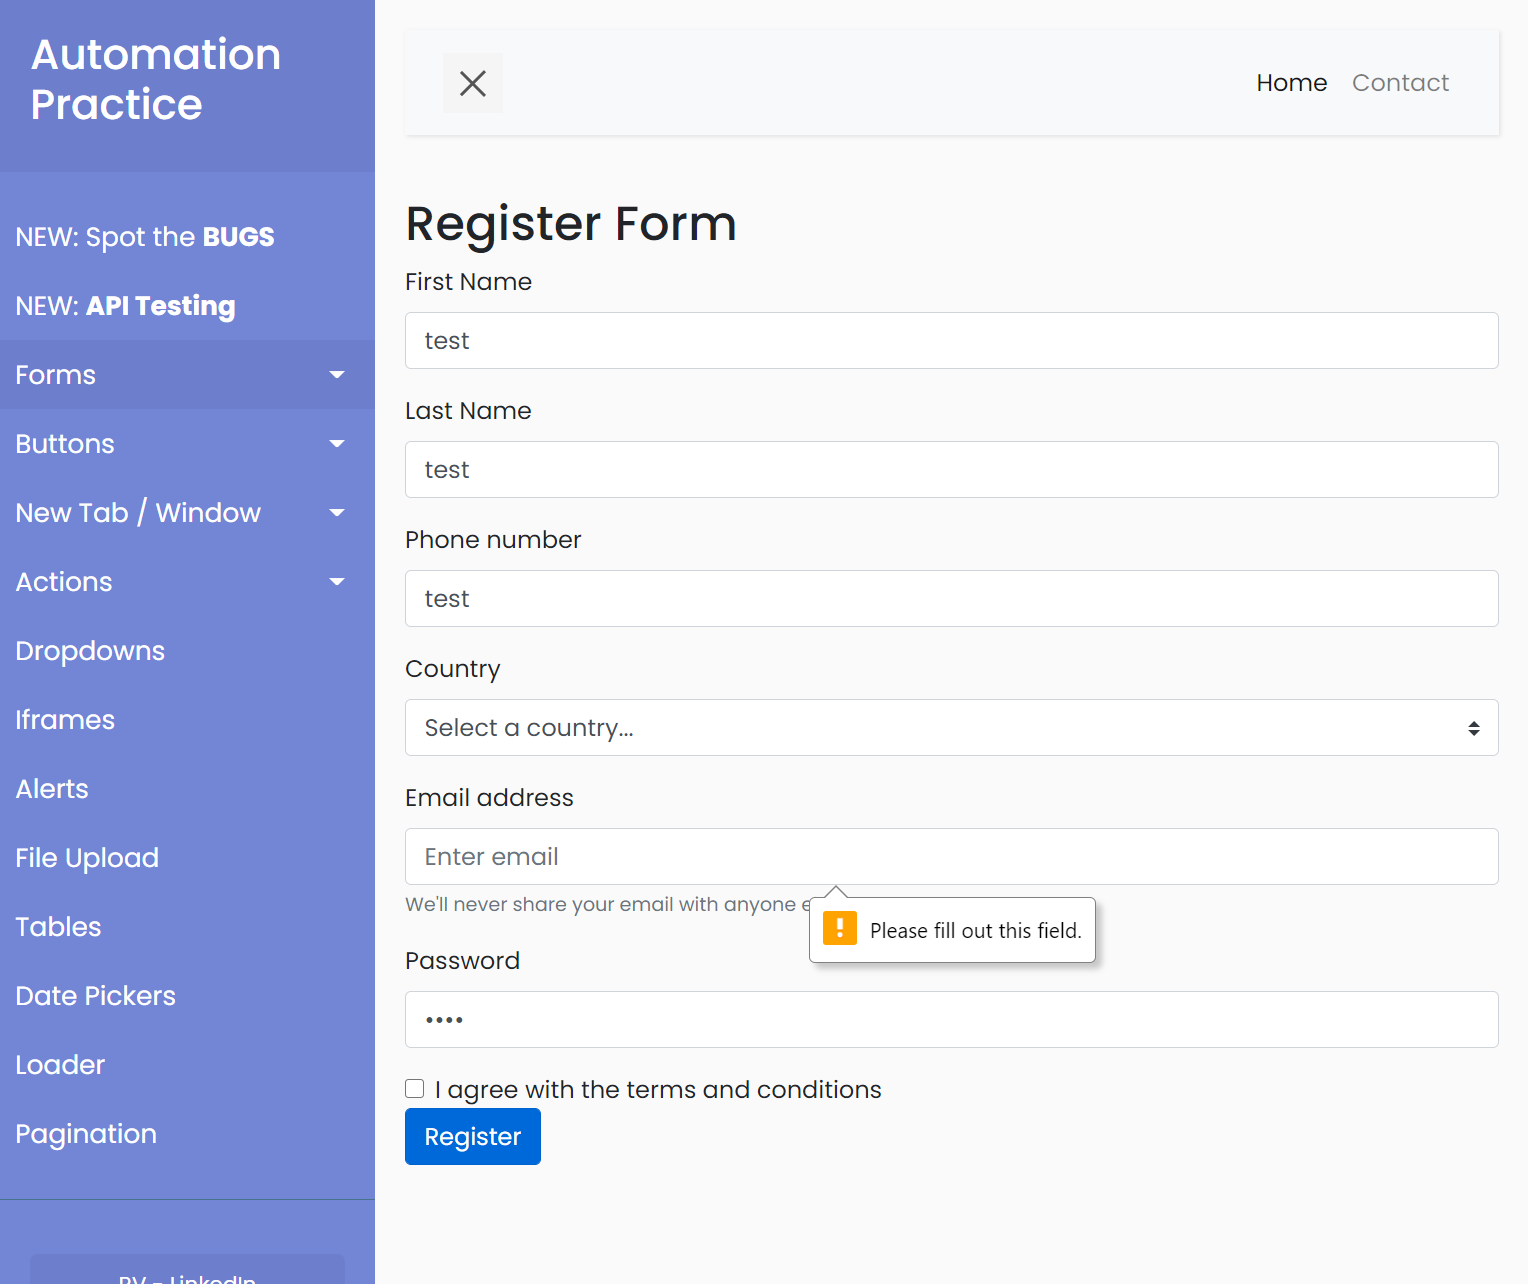 Automation
Practice
NEW: Spot the BUGS
NEW: API Testing
Forms
Buttons
New Tab / Window
Actions
Dropdowns
Iframes
Alerts
File Upload
Tables
Date Pickers
Loader
Pagination
Home Contact
Register Form
First Name
test
Last Name
test
Phone number
test
Country
Select a country...
Email address
Enter email
We'll never share your email with anyone
Please fill out this field.
Password
••••
I agree with the terms and conditions
Register
RV - LinkedIn